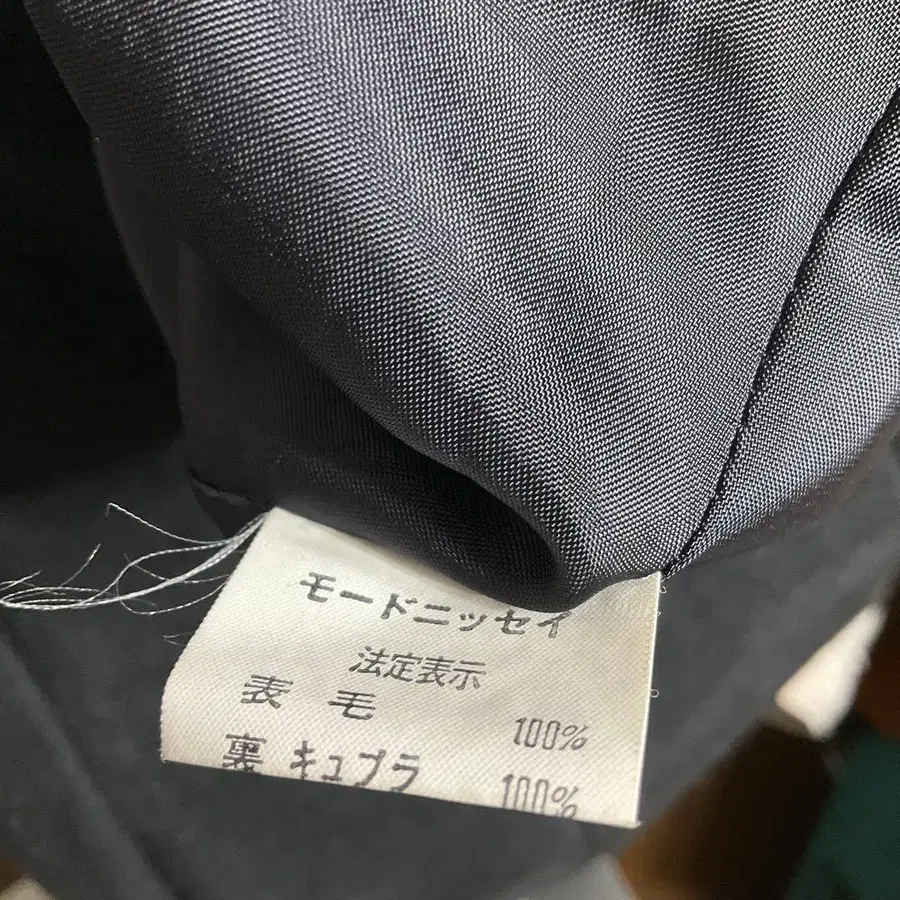 モードニッセイ
法定表示
表 毛 100%
裏 キュプラ 100%